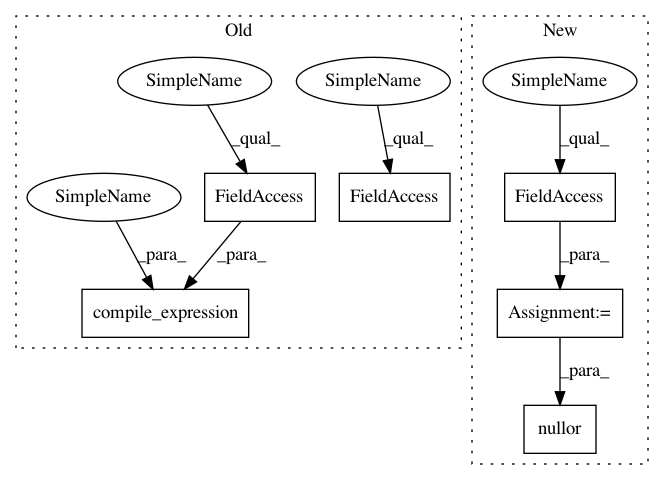 Old
New
SimpleName
SimpleName
SimpleName
_qual_
_qual_
_qual_
SimpleName
FieldAccess
FieldAccess
FieldAccess
_para_
_para_
_para_
compile_expression
Assignment:=
_para_
nullor